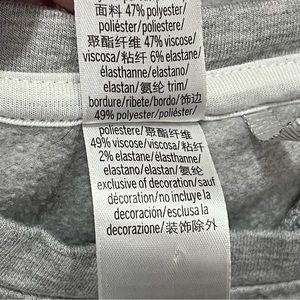 面料 47% polyester/
poliéster/poliestere/
聚酯纤维 47% viscose/
viscosa/粘纤 6% elastane/
élasthanne/elastano/
elastan/氨纶 trim/
bordure/ribete/bordo/饰边
49% polyester/poliéster/
poliestere/聚酯纤维
49% viscose/viscosa/粘纤
2% elastane/élasthanne/
elastano/elastan/氨纶
exclusive of decoration/sauf
décoration/no incluye la
decoración/esclusa la
decorazione/装饰除外